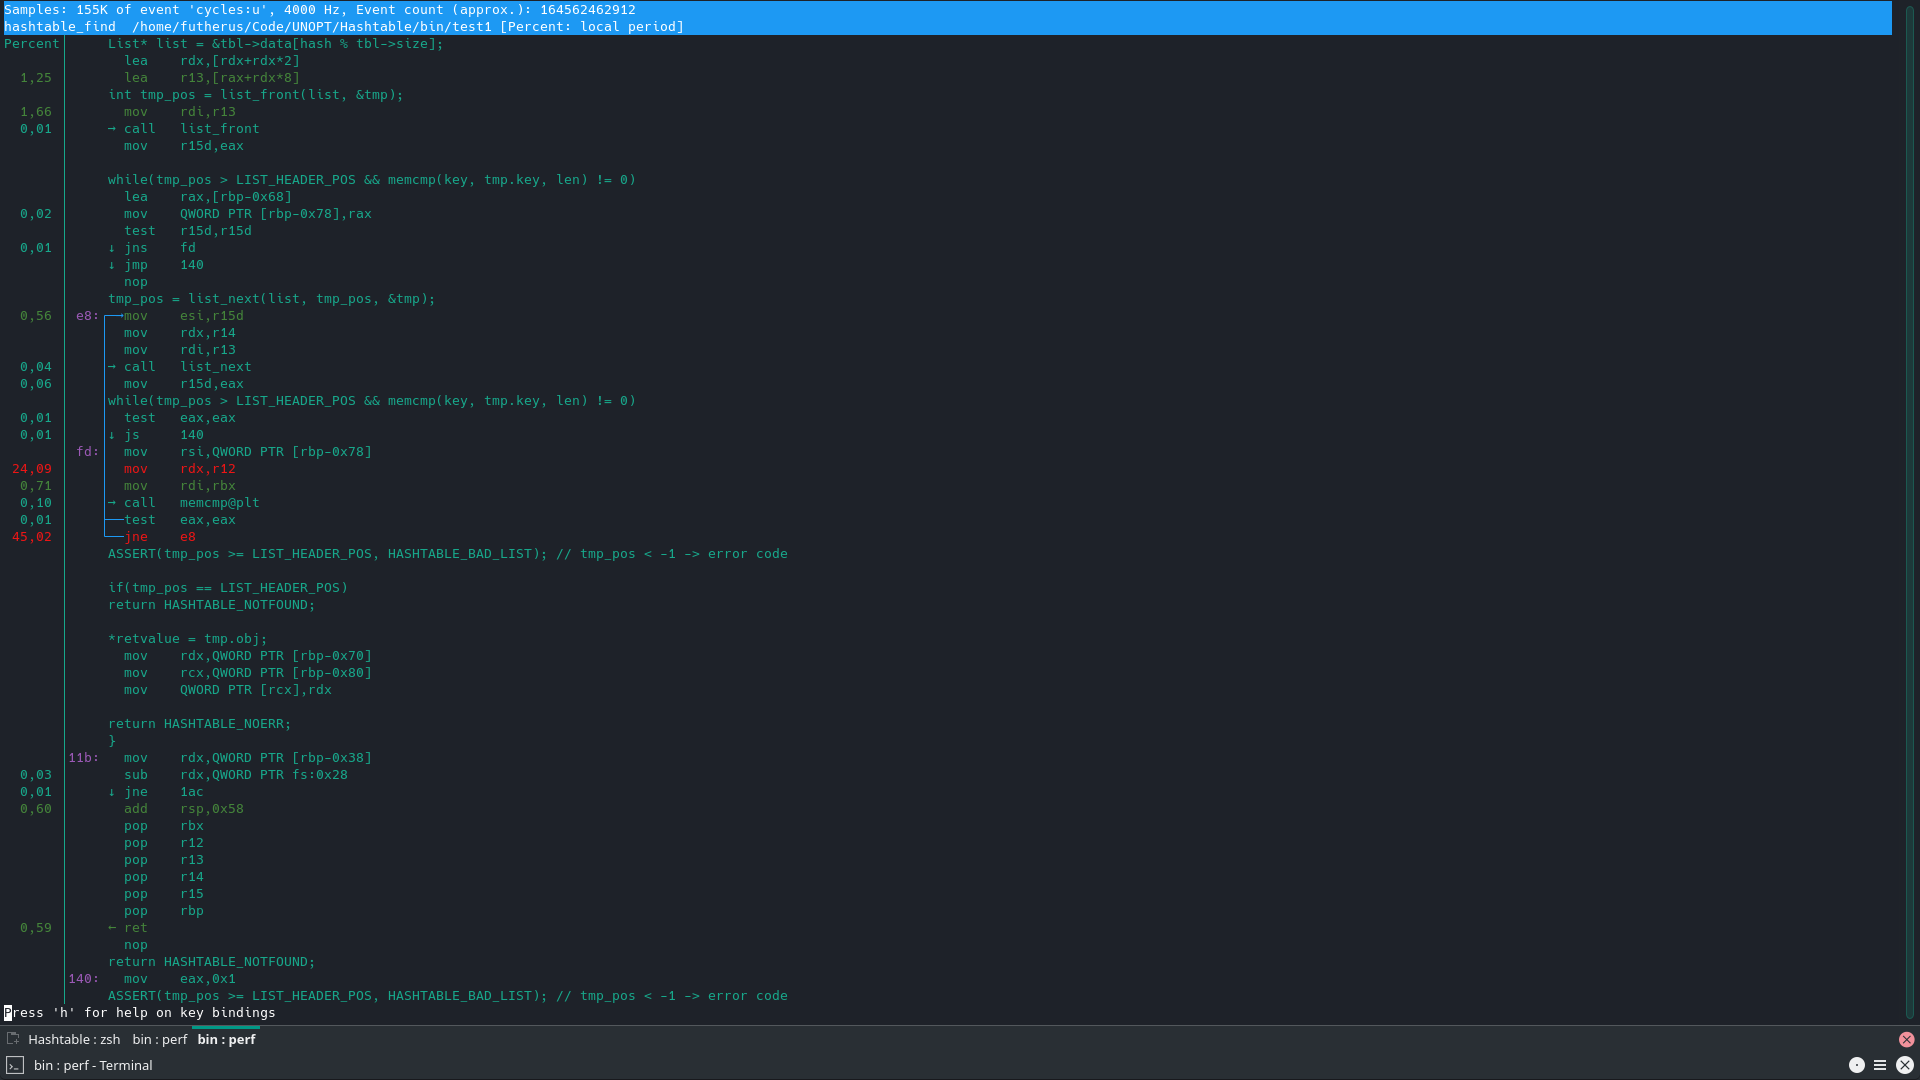 Samples: 155K of event 'cycles:u', 4000 Hz, Event count (approx.): 164562462912
hashtable_find  /home/futherus/Code/UNOPT/Hashtable/bin/test1 [Percent: local period]
Percent      List* list = &tbl->data[hash % tbl->size];
               lea    rdx,[rdx+rdx*2]
  1,25         lea    r13,[rax+rdx*8]
             int tmp_pos = list_front(list, &tmp);
  1,66         mov    rdi,r13
  0,01       → call   list_front
               mov    r15d,eax
             while(tmp_pos > LIST_HEADER_POS && memcmp(key, tmp.key, len) != 0)
               lea    rax,[rbp-0x68]
  0,02         mov    QWORD PTR [rbp-0x78],rax
               test   r15d,r15d
  0,01       ↓ jns    fd
             ↓ jmp    140
               nop
             tmp_pos = list_next(list, tmp_pos, &tmp);
  0,56   e8:   mov    esi,r15d
               mov    rdx,r14
               mov    rdi,r13
  0,04       → call   list_next
  0,06         mov    r15d,eax
             while(tmp_pos > LIST_HEADER_POS && memcmp(key, tmp.key, len) != 0)
  0,01         test   eax,eax
  0,01       ↓ js     140
         fd:   mov    rsi,QWORD PTR [rbp-0x78]
 24,09         mov    rdx,r12
  0,71         mov    rdi,rbx
  0,10       → call   memcmp@plt
  0,01         test   eax,eax
 45,02         jne    e8
             ASSERT(tmp_pos >= LIST_HEADER_POS, HASHTABLE_BAD_LIST); // tmp_pos < -1 -> error code
             if(tmp_pos == LIST_HEADER_POS)
             return HASHTABLE_NOTFOUND;
             *retvalue = tmp.obj;
               mov    rdx,QWORD PTR [rbp-0x70]
               mov    rcx,QWORD PTR [rbp-0x80]
               mov    QWORD PTR [rcx],rdx
             return HASHTABLE_NOERR;
             }
        11b:   mov    rdx,QWORD PTR [rbp-0x38]
  0,03         sub    rdx,QWORD PTR fs:0x28
  0,01       ↓ jne    1ac
  0,60         add    rsp,0x58
               pop    rbx
               pop    r12
               pop    r13
               pop    r14
               pop    r15
               pop    rbp
  0,59       ← ret
               nop
             return HASHTABLE_NOTFOUND;
        140:   mov    eax,0x1
             ASSERT(tmp_pos >= LIST_HEADER_POS, HASHTABLE_BAD_LIST); // tmp_pos < -1 -> error code
Press 'h' for help on key bindings
Hashtable : zsh   bin : perf   bin : perf
bin : perf - Terminal